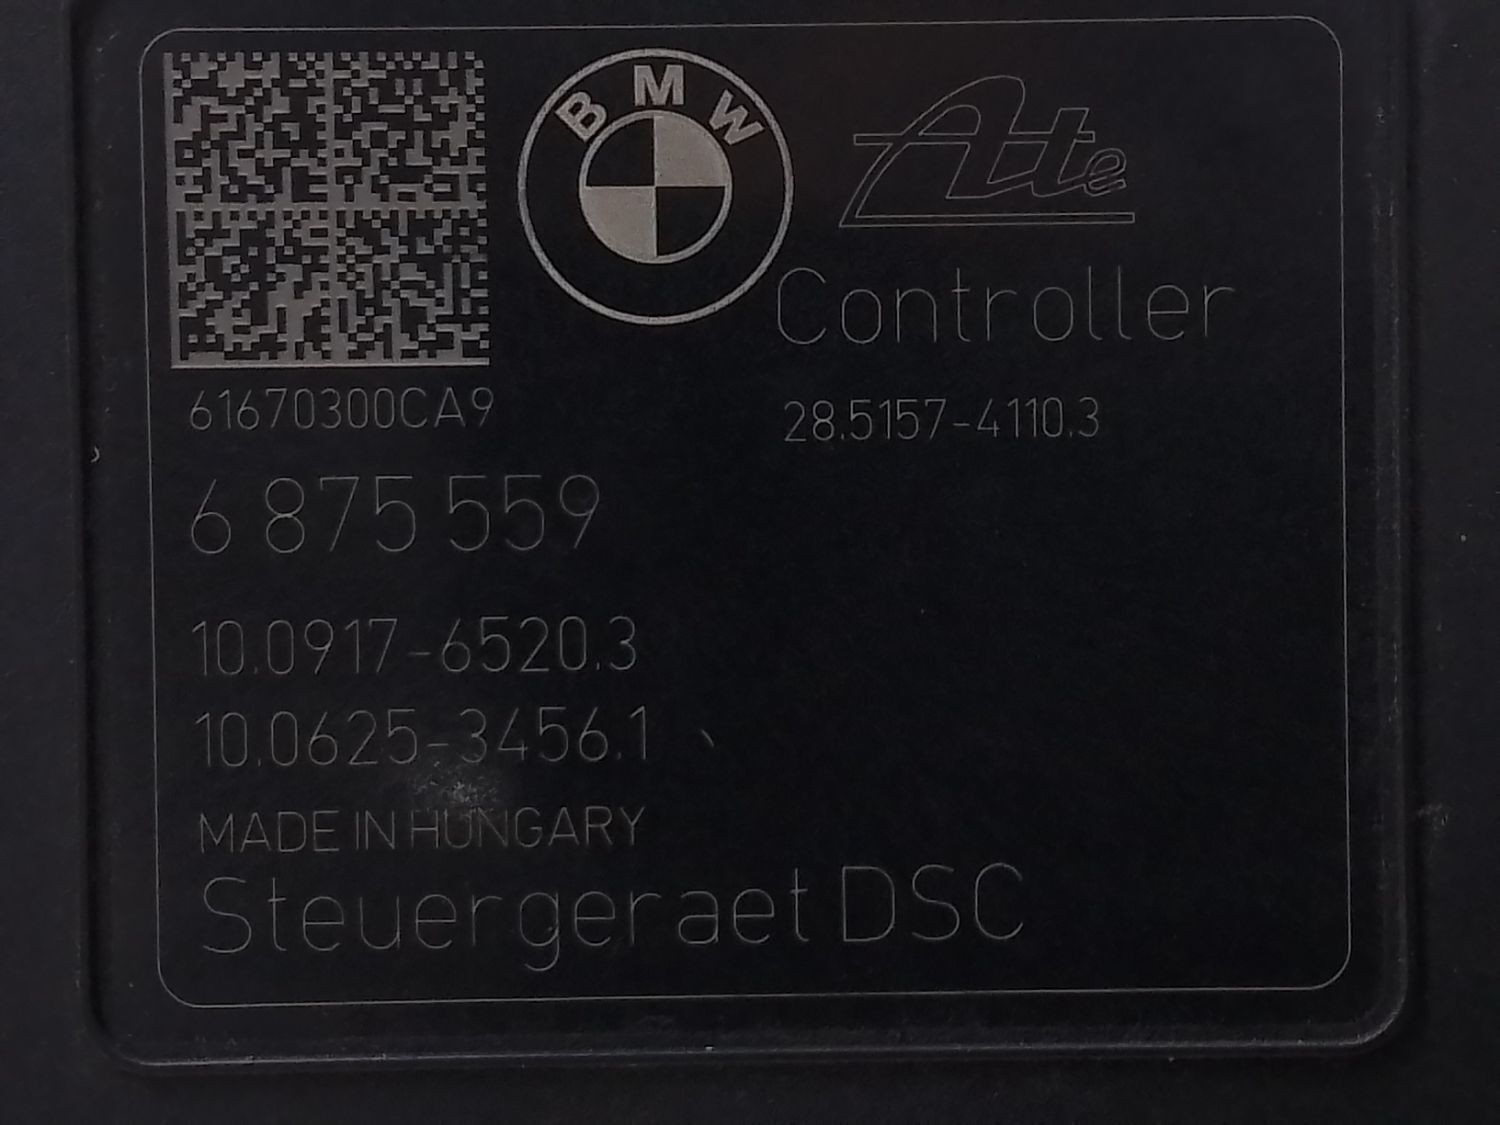 BMW
Ate
Controller
61670300CA9
28.5157-4110.3
6 875 559
10.0917-6520.3
10.0625-3456.1
MADE IN HUNGARY
Steuergeraet DSC